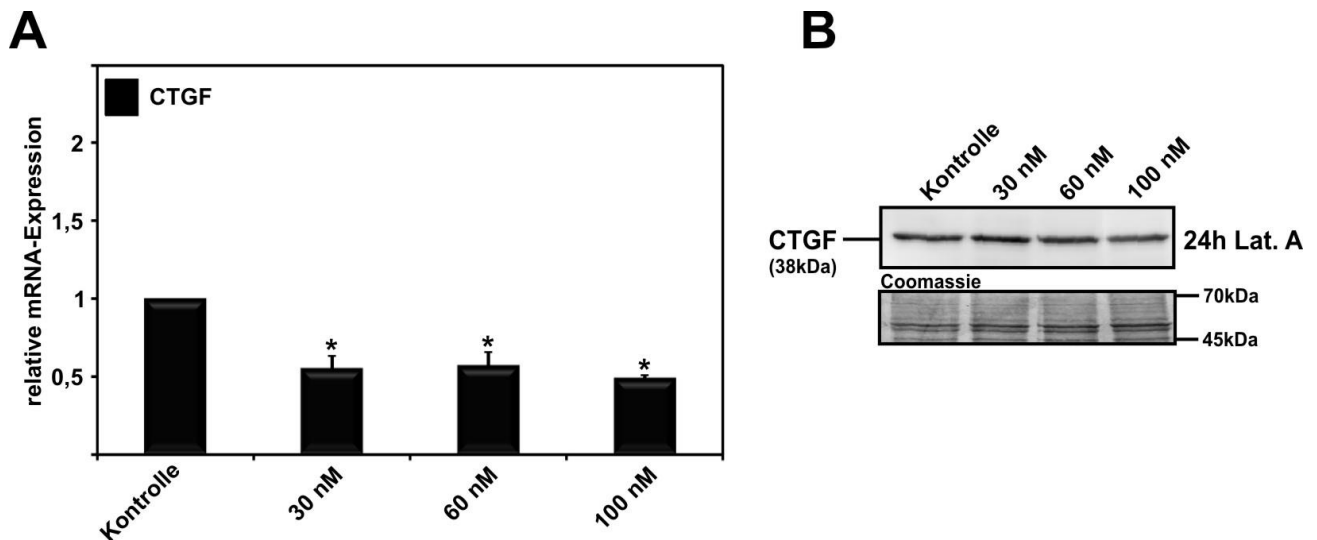 A
CTGF
relative mRNA-Expression
2
1,5
1
0,5
*
*
*
Kontrolle
30 nM
60 nM
100 nM
B
Kontrolle
30 nM
60 nM
100 nM
CTGF
(38kDa)
24h Lat. A
Coomassie
70kDa
45kDa